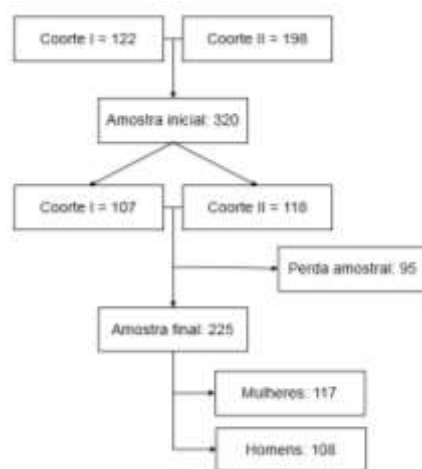 Coorte I = 122
Coorte II = 198
Amostra inicial: 320
Coorte I = 107
Coorte II = 118
Perda amostral: 95
Amostra final: 225
Mulheres: 117
Homens: 108